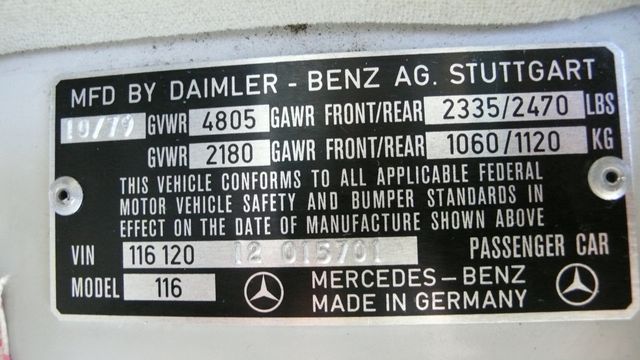 MFD BY DAIMLER - BENZ AG. STUTTGART
10/79 GVWR 4805 GAWR FRONT/REAR 2335/2470 LBS
GVWR 2180 GAWR FRONT/REAR 1060/1120 KG
THIS VEHICLE CONFORMS TO ALL APPLICABLE FEDERAL
MOTOR VEHICLE SAFETY AND BUMPER STANDARDS IN
EFFECT ON THE DATE OF MANUFACTURE SHOWN ABOVE
VIN 116 120 12 015701 PASSENGER CAR
MODEL 116 MERCEDES-BENZ
MADE IN GERMANY